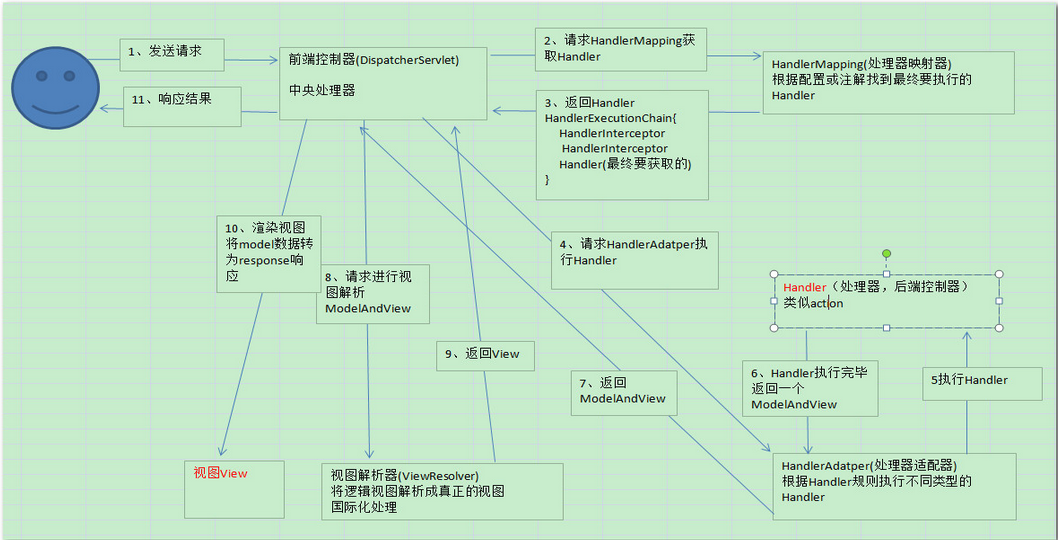 1、发送请求
前端控制器(DispatcherServlet)
中央处理器
2、请求HandlerMapping获
取Handler
HandlerMapping(处理器映射器)
根据配置或注解找到最终要执行的
Handler
11、响应结果
3、返回Handler
HandlerExecutionChain{
HandlerInterceptor
HandlerInterceptor
Handler(最终要获取的)
}
10、渲染视图
将model数据转
为response响
应
8、请求进行视
图解析
ModelAndView
4、请求HandlerAdatper执
行Handler
Handler（处理器，后端控制器）
类似action
9、返回View
7、返回
ModelAndView
6、Handler执行完毕
返回一个
ModelAndView
5执行Handler
视图View
视图解析器(ViewResolver)
将逻辑视图解析成真正的视图
国际化处理
HandlerAdatper(处理器适配器)
根据Handler规则执行不同类型的
Handler